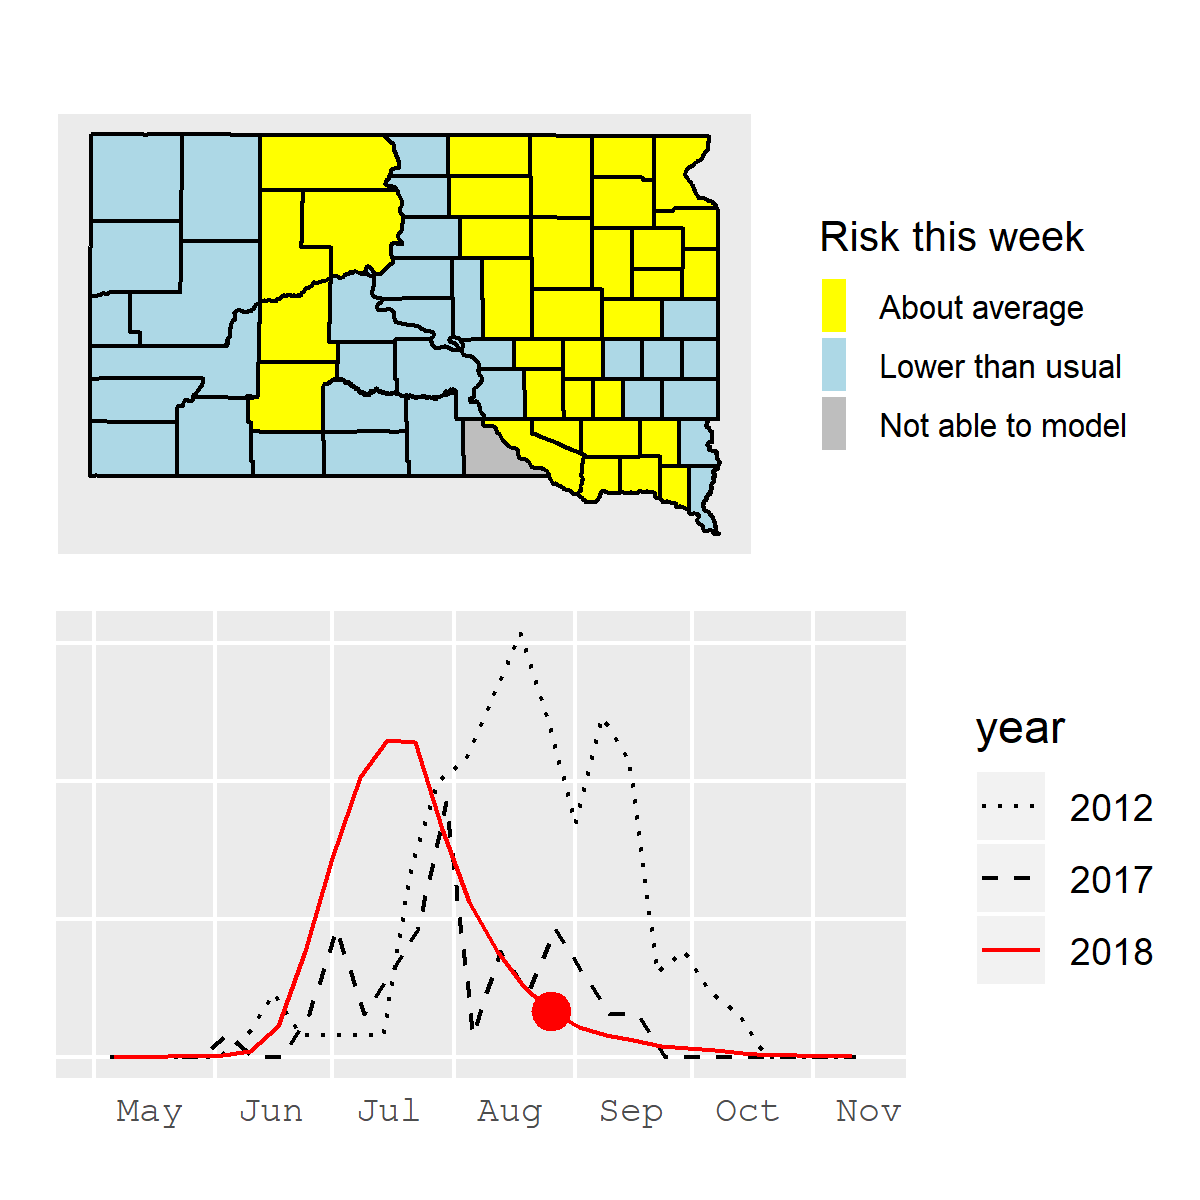 Risk this week
About average
Lower than usual
Not able to model
year
2012
2017
2018
May Jun Jul Aug Sep Oct Nov